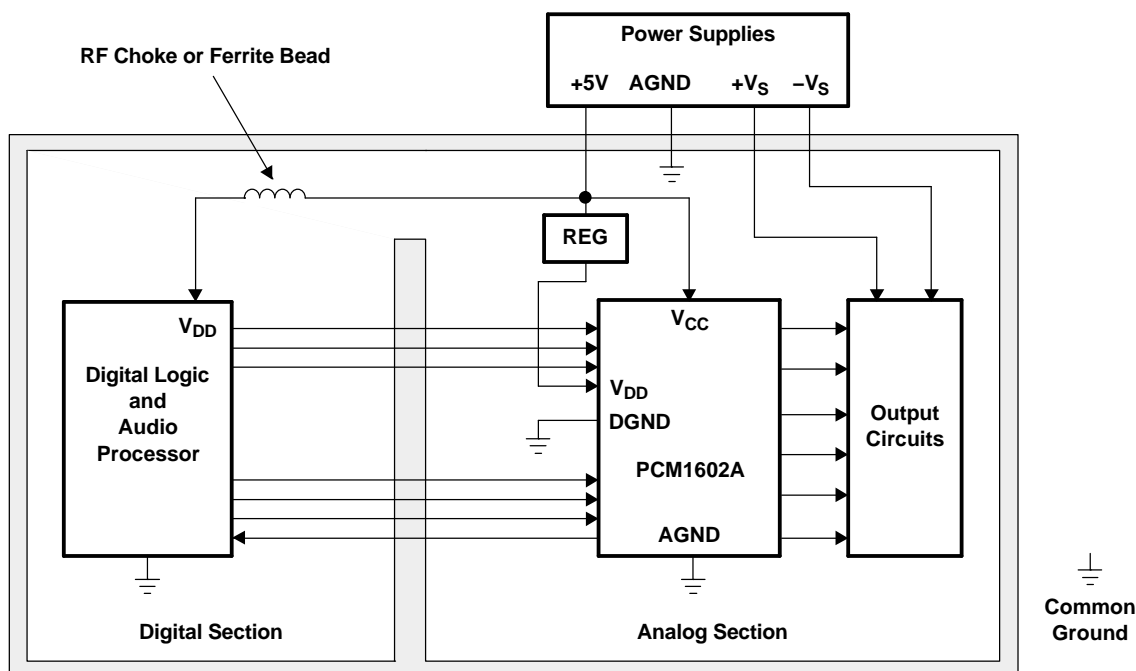 Power Supplies
RF Choke or Ferrite Bead
+5V AGND +VS –VS
REG
VDD
VCC
Digital Logic
and
Audio
Processor
VDD
DGND
Output
Circuits
PCM1602A
AGND
Common
Ground
Digital Section
Analog Section